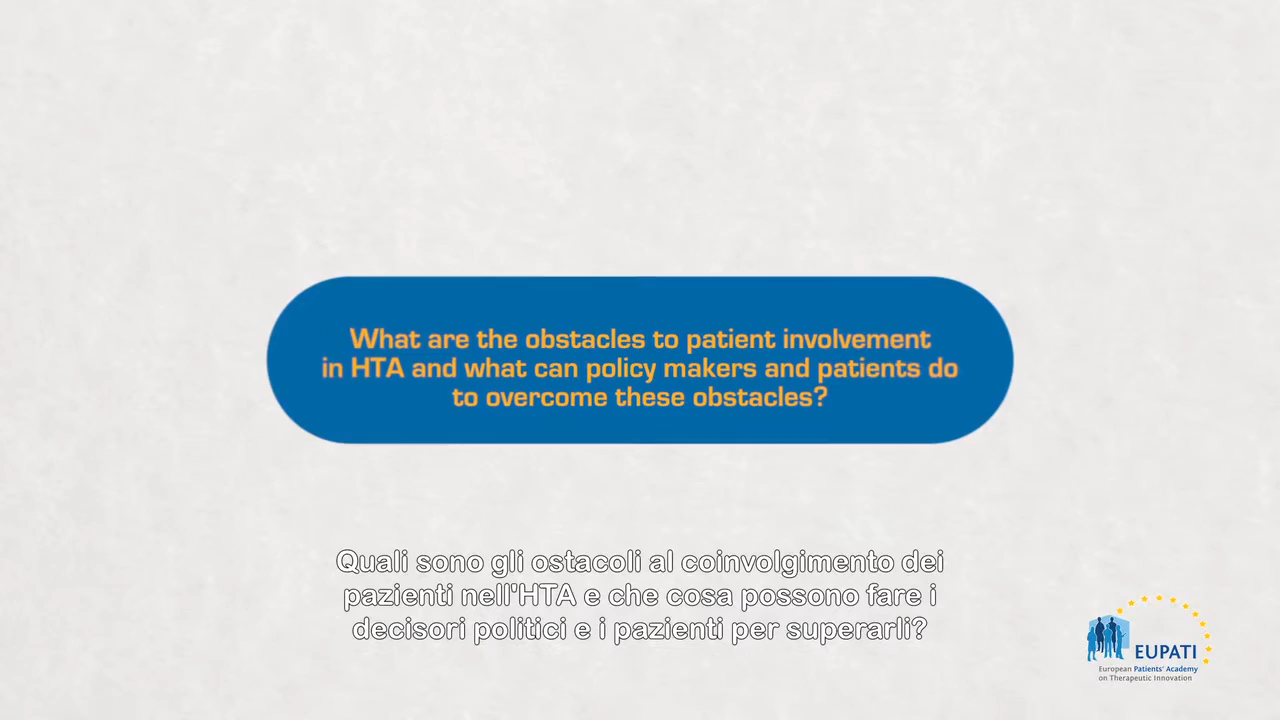 What are the obstacles to patient involvement
in HTA and what can policy makers and patients do
to overcome these obstacles?
Quali sono gli ostacoli al coinvolgimento dei
pazienti nell'HTA e che cosa possono fare i
decisori politici e i pazienti per superarli?
EUPATI
European Patients' Academy
on Therapeutic Innovation